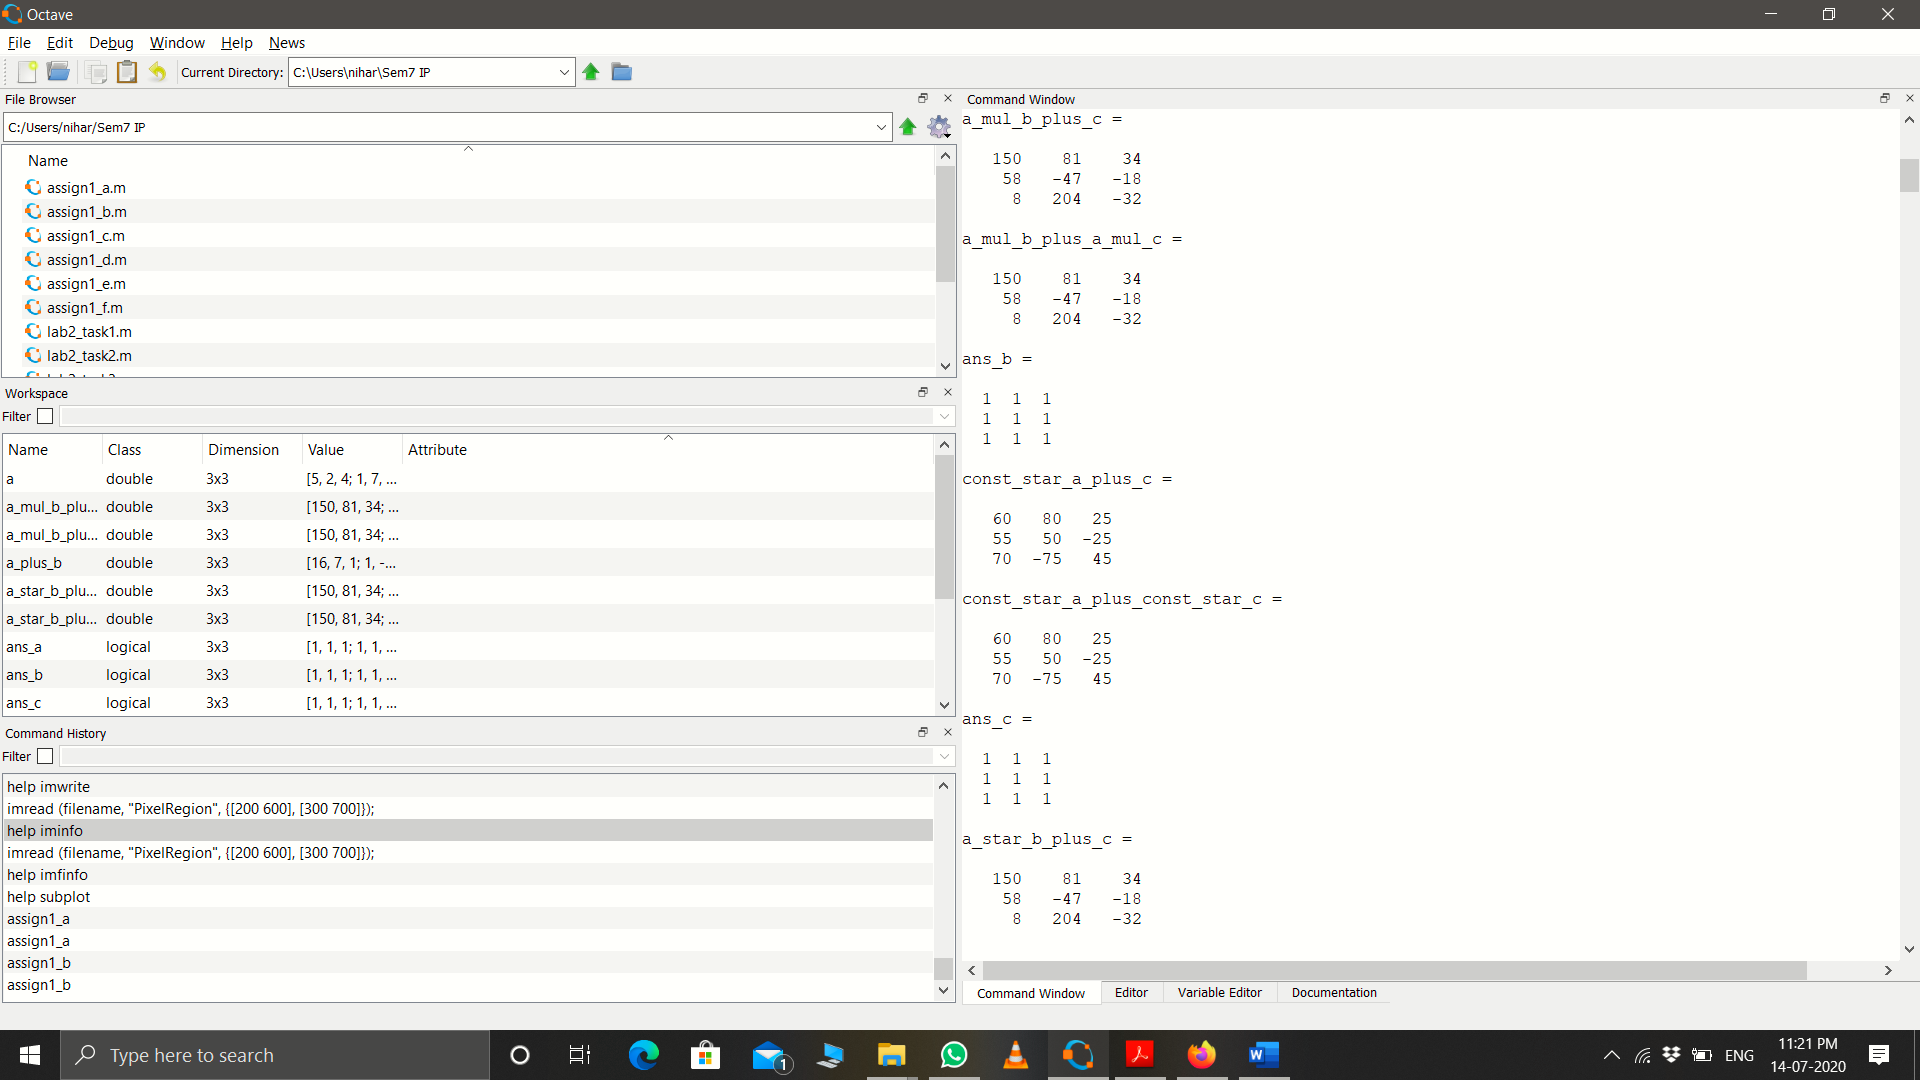 Octave
File Edit Debug Window Help News
Current Directory: C:\Users\nihar\Sem7 IP
File Browser
C:/Users/nihar/Sem7 IP
Name
assign1_a.m
assign1_b.m
assign1_c.m
assign1_d.m
assign1_e.m
assign1_f.m
lab2_task1.m
lab2_task2.m
Workspace
Filter
Name Class Dimension Value Attribute
a double 3x3 [5, 2, 4; 1, 7, ...
a_mul_b_plu... double 3x3 [150, 81, 34; ...
a_mul_b_plu... double 3x3 [150, 81, 34; ...
a_plus_b double 3x3 [16, 7, 1; 1, -...
a_star_b_plu... double 3x3 [150, 81, 34; ...
a_star_b_plu... double 3x3 [150, 81, 34; ...
ans_a logical 3x3 [1, 1, 1; 1, 1, ...
ans_b logical 3x3 [1, 1, 1; 1, 1, ...
ans_c logical 3x3 [1, 1, 1; 1, 1, ...
Command History
Filter
help imwrite
imread (filename, "PixelRegion", {[200 600], [300 700]});
help iminfo
imread (filename, "PixelRegion", {[200 600], [300 700]});
help imfinfo
help subplot
assign1_a
assign1_a
assign1_b
assign1_b
Command Window
a_mul_b_plus_c =
150 81 34
58 -47 -18
8 204 -32
a_mul_b_plus_a_mul_c =
150 81 34
58 -47 -18
8 204 -32
ans_b =
1 1 1
1 1 1
1 1 1
const_star_a_plus_c =
60 80 25
55 50 -25
70 -75 45
const_star_a_plus_const_star_c =
60 80 25
55 50 -25
70 -75 45
ans_c =
1 1 1
1 1 1
1 1 1
a_star_b_plus_c =
150 81 34
58 -47 -18
8 204 -32
Command Window Editor Variable Editor Documentation
Type here to search
1
ENG
11:21 PM
14-07-2020